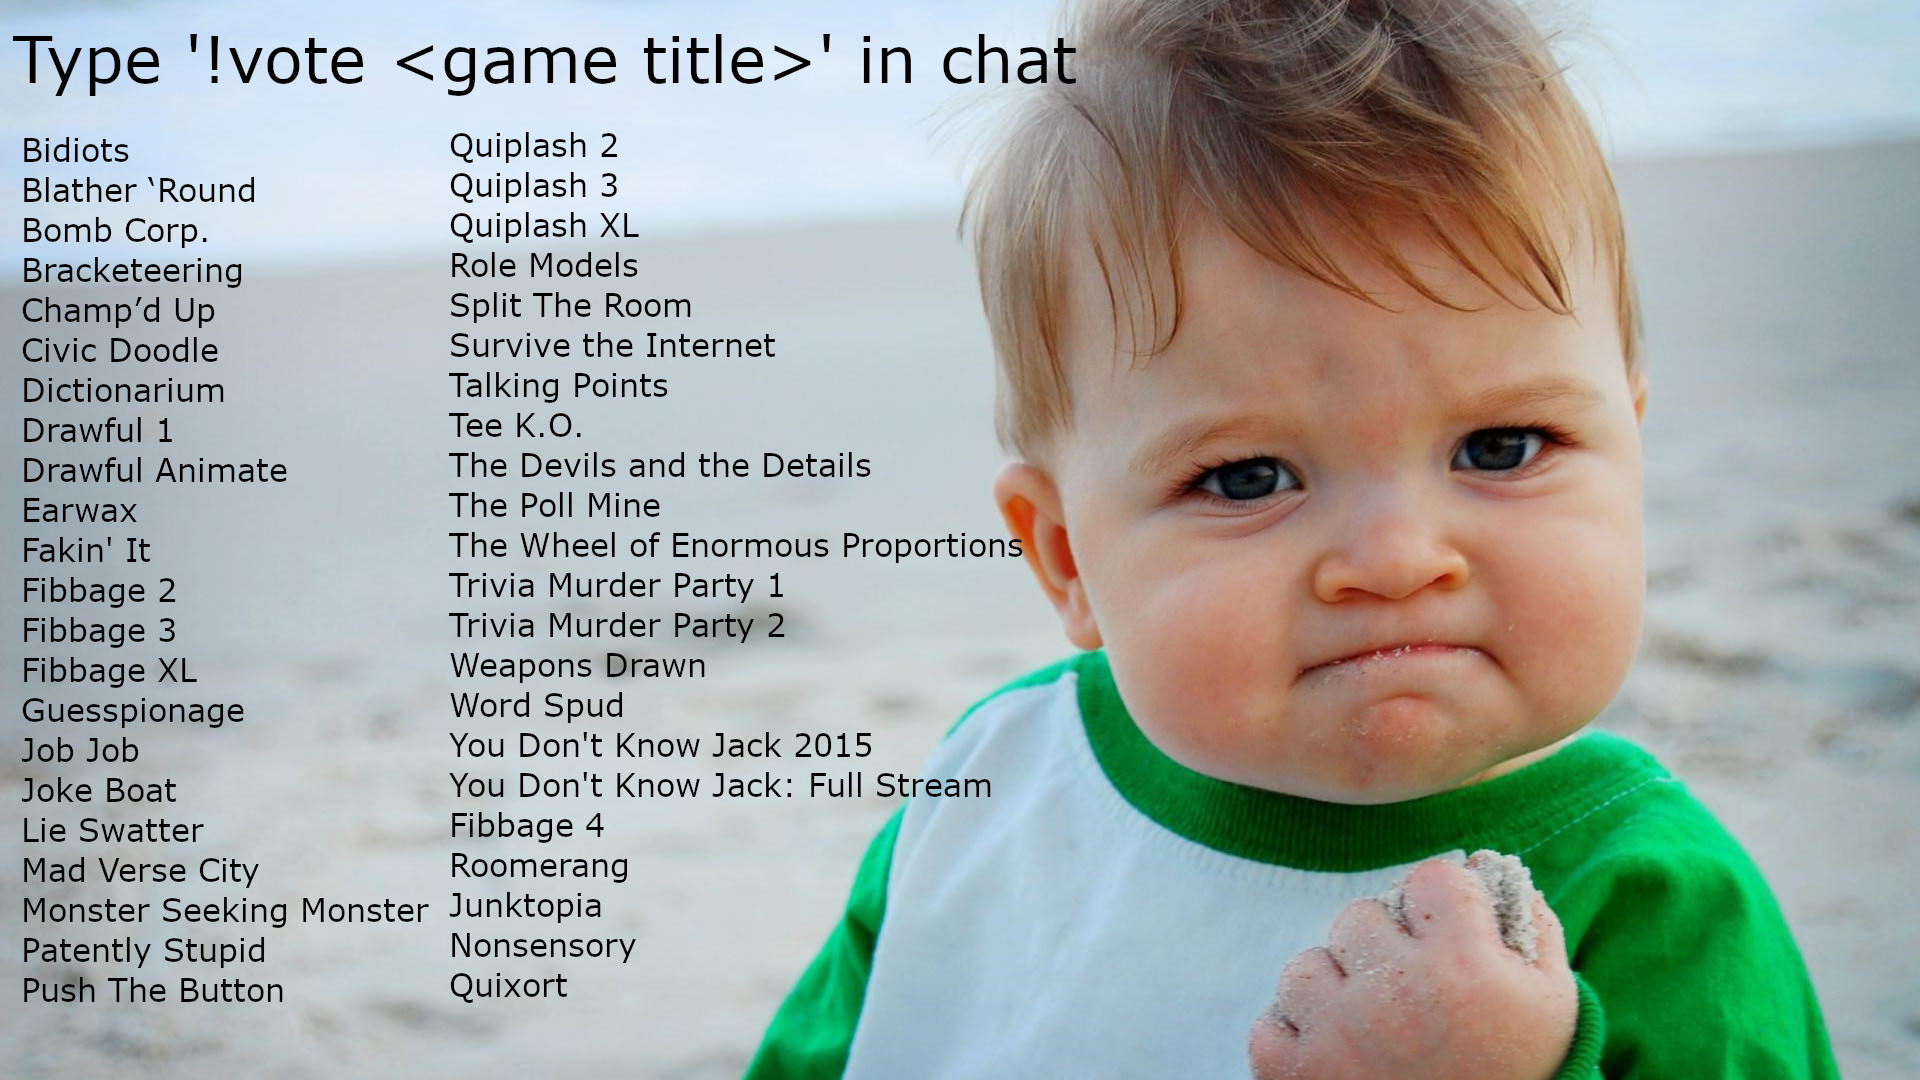 Type '!vote <game title>' in chat
Bidiots
Blather ‘Round
Bomb Corp.
Bracketeering
Champ’d Up
Civic Doodle
Dictionarium
Drawful 1
Drawful Animate
Earwax
Fakin' It
Fibbage 2
Fibbage 3
Fibbage XL
Guesspionage
Job Job
Joke Boat
Lie Swatter
Mad Verse City
Monster Seeking Monster
Patently Stupid
Push The Button
Quiplash 2
Quiplash 3
Quiplash XL
Role Models
Split The Room
Survive the Internet
Talking Points
Tee K.O.
The Devils and the Details
The Poll Mine
The Wheel of Enormous Proportions
Trivia Murder Party 1
Trivia Murder Party 2
Weapons Drawn
Word Spud
You Don't Know Jack 2015
You Don't Know Jack: Full Stream
Fibbage 4
Roomerang
Junktopia
Nonsensory
Quixort